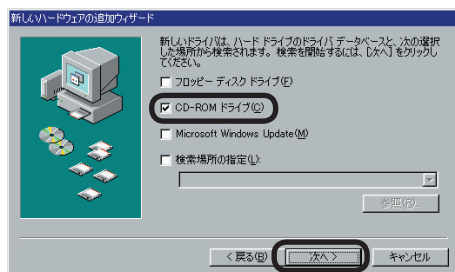 新しいハードウェアの追加ウィザード
新しいドライバは、ハード ドライブのドライバ データベースと、次の選択
した場所から検索されます。検索を開始するには、[次へ] をクリックし
てください。
フロッピー ディスク ドライブ(F)
CD-ROM ドライブ(C)
Microsoft Windows Update(M)
検索場所の指定(L):
参照(R)...
< 戻る(B)
次へ >
キャンセル